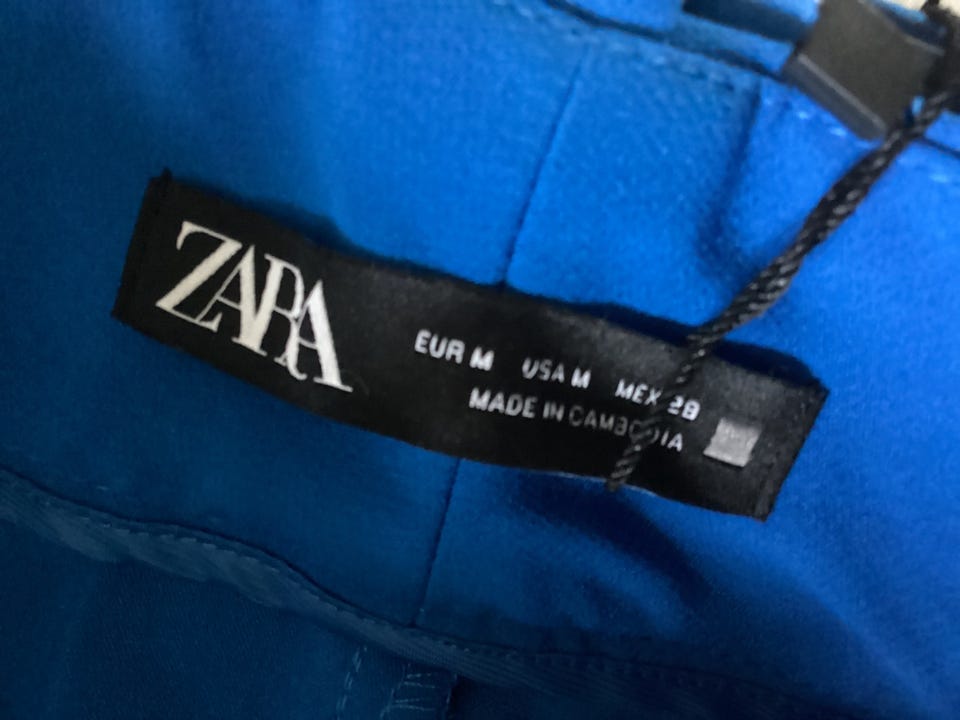 ZARA
EUR M USA M MEX 28
MADE IN CAMBODIA